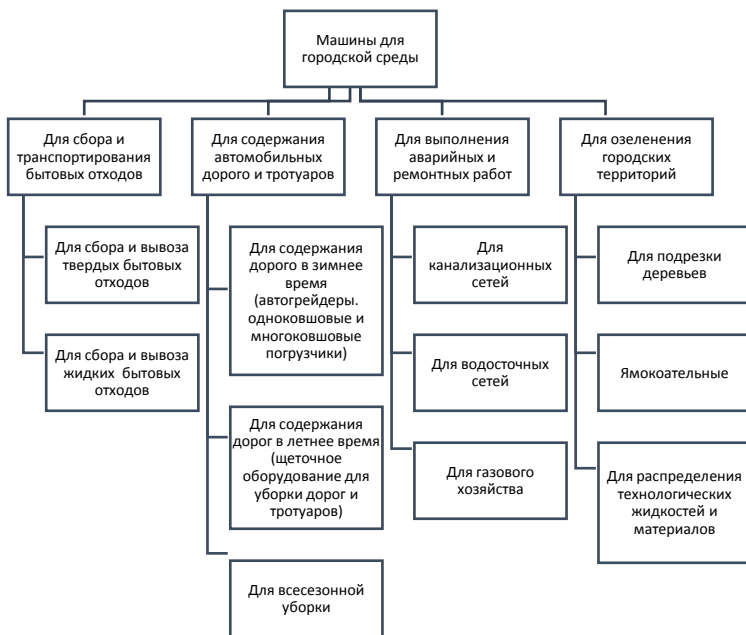 Машины для
городской среды
Для сбора и
транспортирования
бытовых отходов
Для сбора и вывоза
твердых бытовых
отходов
Для сбора и вывоза
жидких бытовых
отходов
Для содержания
автомобильных
дорого и тротуаров
Для содержания
дорого в зимнее
время
(автогрейдеры.
одноковшовые и
многоковшовые
погрузчики)
Для содержания
дорог в летнее время
(щеточное
оборудование для
уборки дорог и
тротуаров)
Для всесезонной
уборки
Для выполнения
аварийных и
ремонтных работ
Для
канализационных
сетей
Для водосточных
сетей
Для газового
хозяйства
Для озеленения
городских
территорий
Для подрезки
деревьев
Ямокоательные
Для распределения
технологических
жидкостей и
материалов